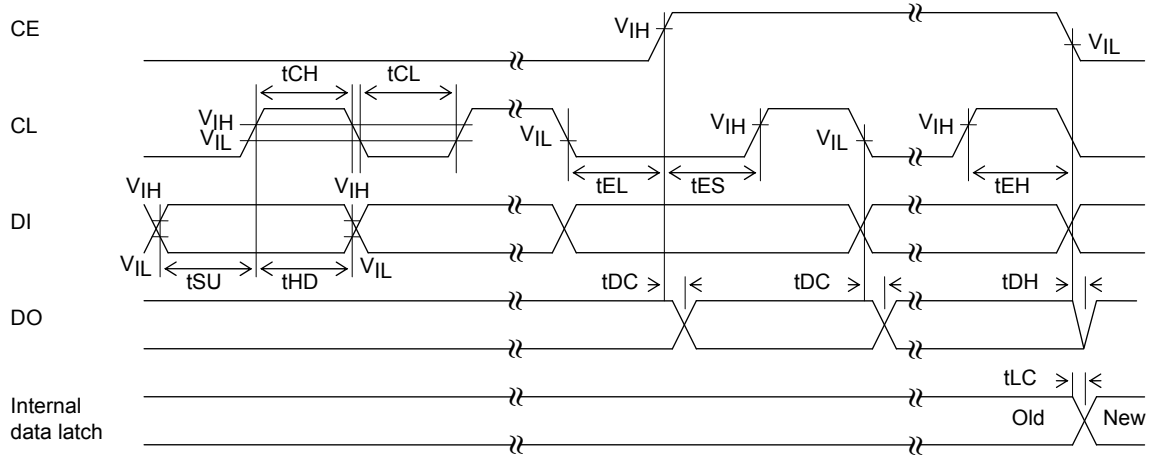 CE
VIH
VIL
tCH
tCL
CL
VIH
VIL
VIL
VIH
VIL
VIH
tEL
tES
tEH
VIH
VIH
DI
VIL
tSU
tHD
VIL
tDC
tDC
tDH
DO
tLC
Internal
data latch
Old
New